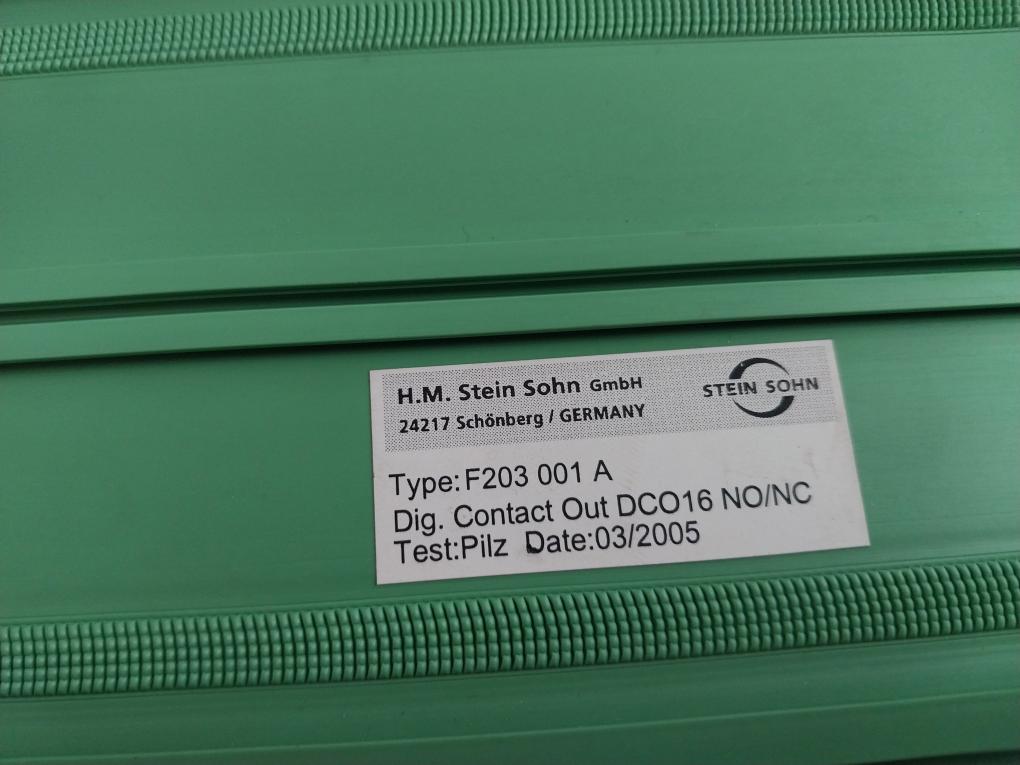 H.M. Stein Sohn GmbH
24217 Schönberg / GERMANY
STEIN SOHN
Type:F203 001 A
Dig. Contact Out DCO16 NO/NC
Test:Pilz Date:03/2005